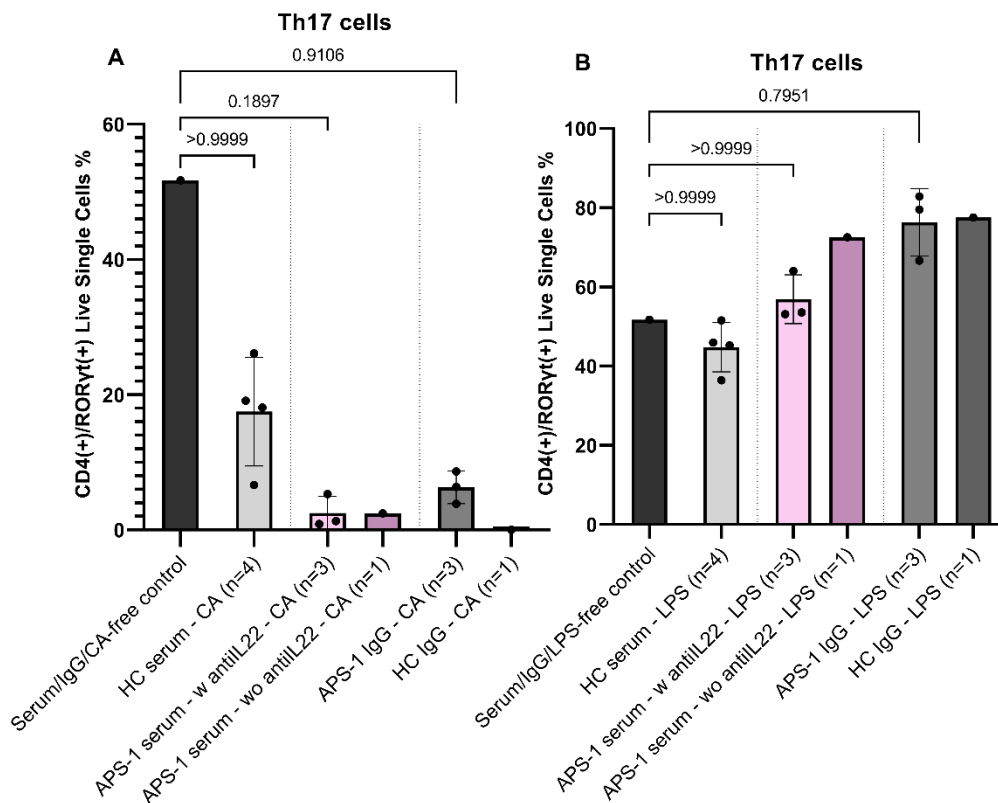 Th17 cells
A
0.9106
0.1897
>0.9999
CD4(+)/RORγt(+) Live Single Cells %
60
40
20
0
Serum/IgG/CA-free control
HC serum - CA (n=4)
APS-1 serum - w antiIL22 - CA (n=3)
APS-1 serum - wo antiIL22 - CA (n=1)
APS-1 IgG - CA (n=3)
HC IgG - CA (n=1)
B
Th17 cells
0.7951
>0.9999
>0.9999
CD4(+)/RORγt(+) Live Single Cells %
100
80
60
40
20
0
Serum/IgG/LPS-free control
HC serum - LPS (n=4)
APS-1 serum - w antiIL22 - LPS (n=3)
APS-1 serum - wo antiIL22 - LPS (n=1)
APS-1 IgG - LPS (n=3)
HC IgG - LPS (n=1)